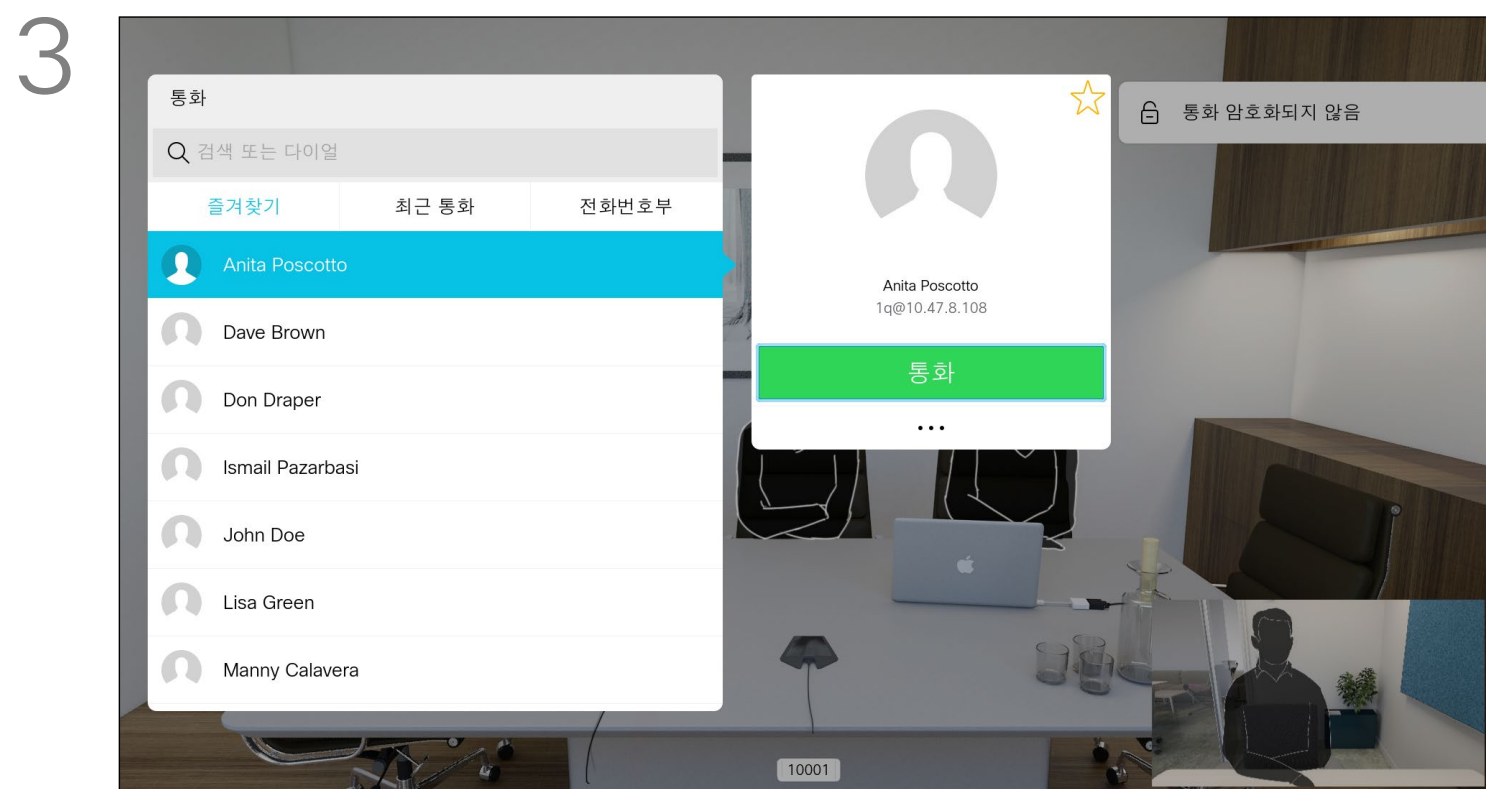 3
통화
검색 또는 다이얼
즐겨찾기 최근 통화 전화번호부
Anita Poscotto
Dave Brown
Don Draper
Ismail Pazarbasi
John Doe
Lisa Green
Manny Calavera
Anita Poscotto
1q@10.47.8.108
통화
...
통화 암호화되지 않음
10001